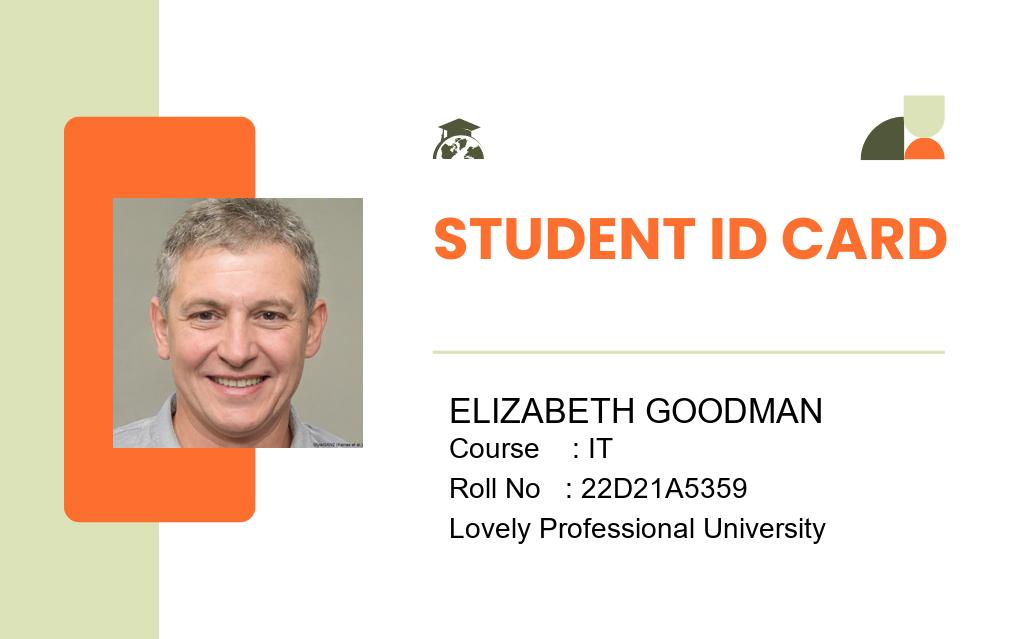 STUDENT ID CARD
ELIZABETH GOODMAN
Course : IT
Roll No : 22D21A5359
Lovely Professional University
StyleGAN2 (Karras et al.)